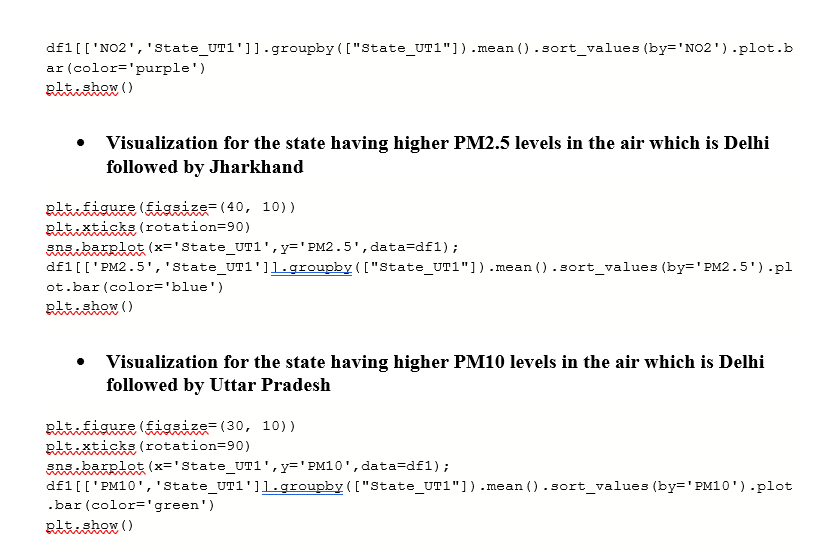 df1[['NO2','State_UT1']].groupby(["State_UT1"]).mean().sort_values(by='NO2').plot.b
ar(color='purple')
plt.show()
• Visualization for the state having higher PM2.5 levels in the air which is Delhi
followed by Jharkhand
plt.figure(figsize=(40, 10))
plt.xticks(rotation=90)
sns.barplot(x='State_UT1',y='PM2.5',data=df1);
df1[['PM2.5','State_UT1']].groupby(["State_UT1"]).mean().sort_values(by='PM2.5').pl
ot.bar(color='blue')
plt.show()
• Visualization for the state having higher PM10 levels in the air which is Delhi
followed by Uttar Pradesh
plt.figure(figsize=(30, 10))
plt.xticks(rotation=90)
sns.barplot(x='State_UT1',y='PM10',data=df1);
df1[['PM10','State_UT1']].groupby(["State_UT1"]).mean().sort_values(by='PM10').plot
.bar(color='green')
plt.show()